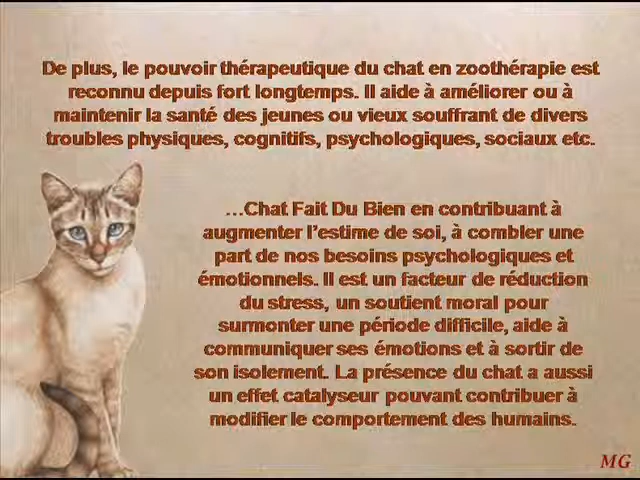 De plus, le pouvoir thérapeutique du chat en zoothérapie est
reconnu depuis fort longtemps. Il aide à améliorer ou à
maintenir la santé des jeunes ou vieux souffrant de divers
troubles physiques, cognitifs, psychologiques, sociaux etc.
…Chat Fait Du Bien en contribuant à
augmenter l'estime de soi, à combler une
part de nos besoins psychologiques et
émotionnels. Il est un facteur de réduction
du stress, un soutient moral pour
surmonter une période difficile, aide à
communiquer ses émotions et à sortir de
son isolement. La présence du chat a aussi
un effet catalyseur pouvant contribuer à
modifier le comportement des humains.
MG